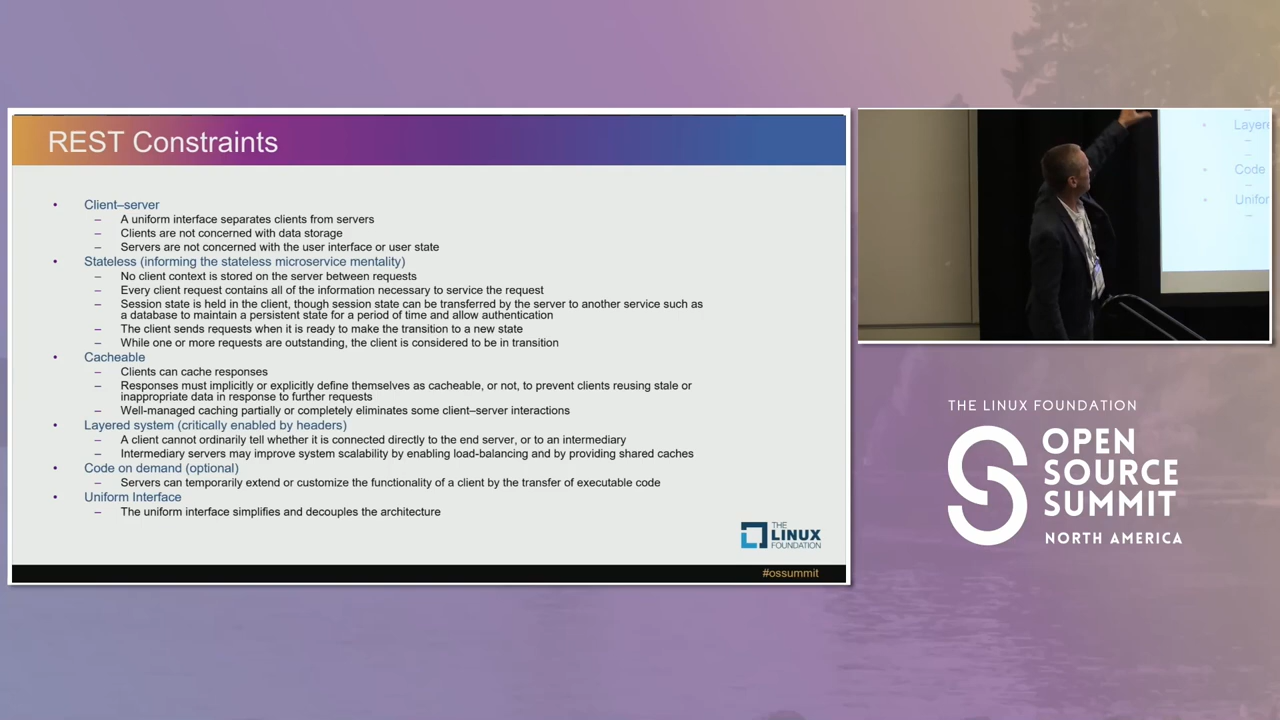 REST Constraints
• Client–server
– A uniform interface separates clients from servers
– Clients are not concerned with data storage
– Servers are not concerned with the user interface or user state
• Stateless (informing the stateless microservice mentality)
– No client context is stored on the server between requests
– Every client request contains all of the information necessary to service the request
– Session state is held in the client, though session state can be transferred by the server to another service such as
a database to maintain a persistent state for a period of time and allow authentication
– The client sends requests when it is ready to make the transition to a new state
– While one or more requests are outstanding, the client is considered to be in transition
• Cacheable
– Clients can cache responses
– Responses must implicitly or explicitly define themselves as cacheable, or not, to prevent clients reusing stale or
inappropriate data in response to further requests
– Well-managed caching partially or completely eliminates some client–server interactions
• Layered system (critically enabled by headers)
– A client cannot ordinarily tell whether it is connected directly to the end server, or to an intermediary
– Intermediary servers may improve system scalability by enabling load-balancing and by providing shared caches
• Code on demand (optional)
– Servers can temporarily extend or customize the functionality of a client by the transfer of executable code
• Uniform Interface
– The uniform interface simplifies and decouples the architecture
THE
LINUX
FOUNDATION
#ossummit
• Layere
• Code
• Unifor
THE LINUX FOUNDATION
OPEN
SOURCE
SUMMIT
NORTH AMERICA